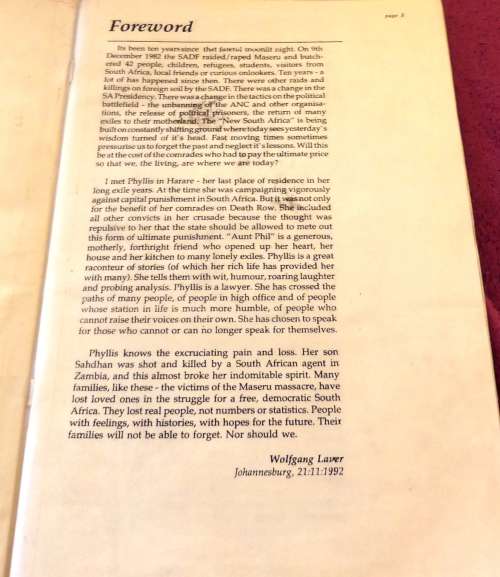 page 3
Foreword
Its been ten years since that fateful moonlit night. On 9th
December 1982 the SADF raided/raped Maseru and butch-
ered 42 people, children, refugees, students, visitors from
South Africa, local friends or curious onlookers. Ten years - a
lot of has happened since then. There were other raids and
killings on foreign soil by the SADF. There was a change in the
SA Presidency. There was a change in the tactics on the political
battlefield - the unbanning of the ANC and other organisa-
tions, the release of political prisoners, the return of many
exiles to their motherland. The "New South Africa" is being
built on constantly shifting ground where today sees yesterday's
wisdom turned of it's head. Fast moving times sometimes
pressurise us to forget the past and neglect it's lessons. Will this
be at the cost of the comrades who had to pay the ultimate price
so that we, the living, are where we are today?
I met Phyllis in Harare - her last place of residence in her
long exile years. At the time she was campaigning vigorously
against capital punishment in South Africa. But it was not only
for the benefit of her comrades on Death Row. She included
all other convicts in her crusade because the thought was
repulsive to her that the state should be allowed to mete out
this form of ultimate punishment. "Aunt Phil" is a generous,
motherly, forthright friend who opened up her heart, her
house and her kitchen to many lonely exiles. Phyllis is a great
raconteur of stories (of which her rich life has provided her
with many). She tells them with wit, humour, roaring laughter
and probing analysis. Phyllis is a lawyer. She has crossed the
paths of many people, of people in high office and of people
whose station in life is much more humble, of people who
cannot raise their voices on their own. She has chosen to speak
for those who cannot or can no longer speak for themselves.
Phyllis knows the excruciating pain and loss. Her son
Sahdhan was shot and killed by a South African agent in
Zambia, and this almost broke her indomitable spirit. Many
families, like these - the victims of the Maseru massacre, have
lost loved ones in the struggle for a free, democratic South
Africa. They lost real people, not numbers or statistics. People
with feelings, with histories, with hopes for the future. Their
families will not be able to forget. Nor should we.
Wolfgang Lauer
Johannesburg, 21:11:1992